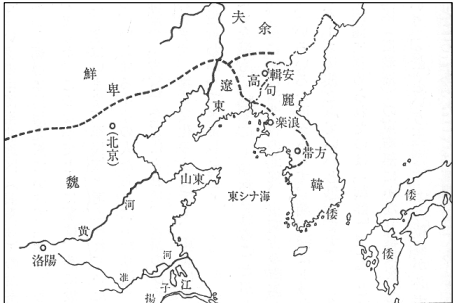 夫余
鮮卑
高句麗
輯安
遼東
楽浪
帯方
(北京)
魏
山東
東シナ海
韓
倭
倭
倭
黄河
洛陽
淮河
揚子江